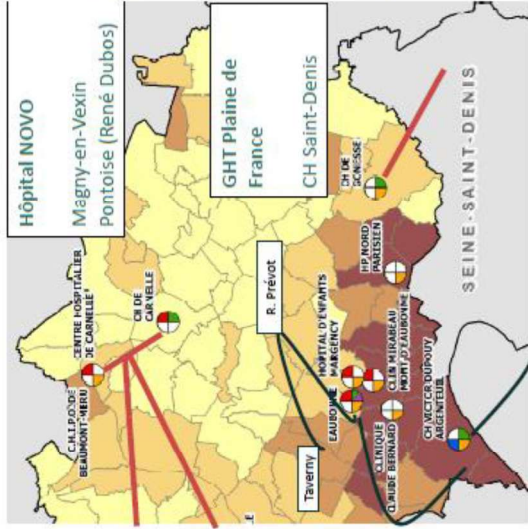 Hôpital NOVO
Magny-en-Vexin
Pontoise (René Dubos)
GHT Plaine de
France
CH Saint-Denis
CENTRE HOSPITALIER
DE CARNELLE
C.H.I.P.O DE
BEAUMONT-MERU
CH DE
CARNELLE
R. Prévot
Taverny
CH DE
GONESSE
HP NORD
PARISIEN
HOPITAL D'ENFANTS
MARGENCY
EAUBONNE
CLIN MIRABEAU
MONT D'EAUBONNE
CLINIQUE
CLAUDE BERNARD
CH VICTOR DUPOUY
ARGENTEUIL
SEINE-SAINT-DENIS